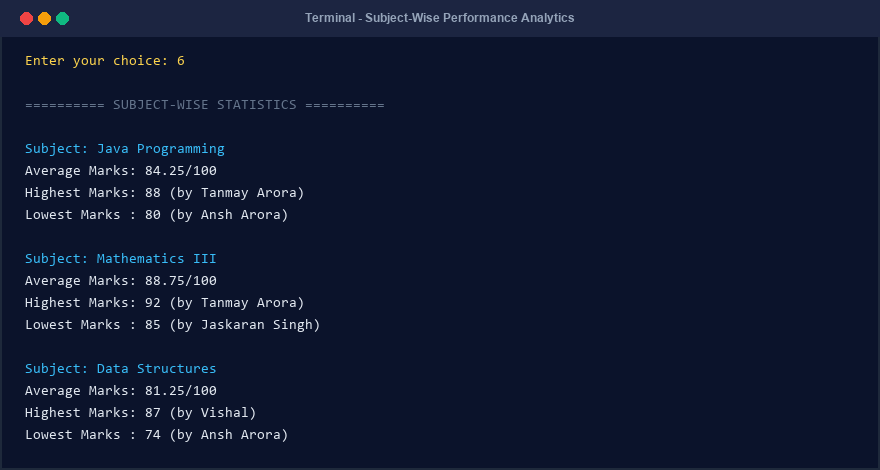 Terminal - Subject-Wise Performance Analytics
Enter your choice: 6
========== SUBJECT-WISE STATISTICS ==========
Subject: Java Programming
Average Marks: 84.25/100
Highest Marks: 88 (by Tanmay Arora)
Lowest Marks : 80 (by Ansh Arora)
Subject: Mathematics III
Average Marks: 88.75/100
Highest Marks: 92 (by Tanmay Arora)
Lowest Marks : 85 (by Jaskaran Singh)
Subject: Data Structures
Average Marks: 81.25/100
Highest Marks: 87 (by Vishal)
Lowest Marks : 74 (by Ansh Arora)